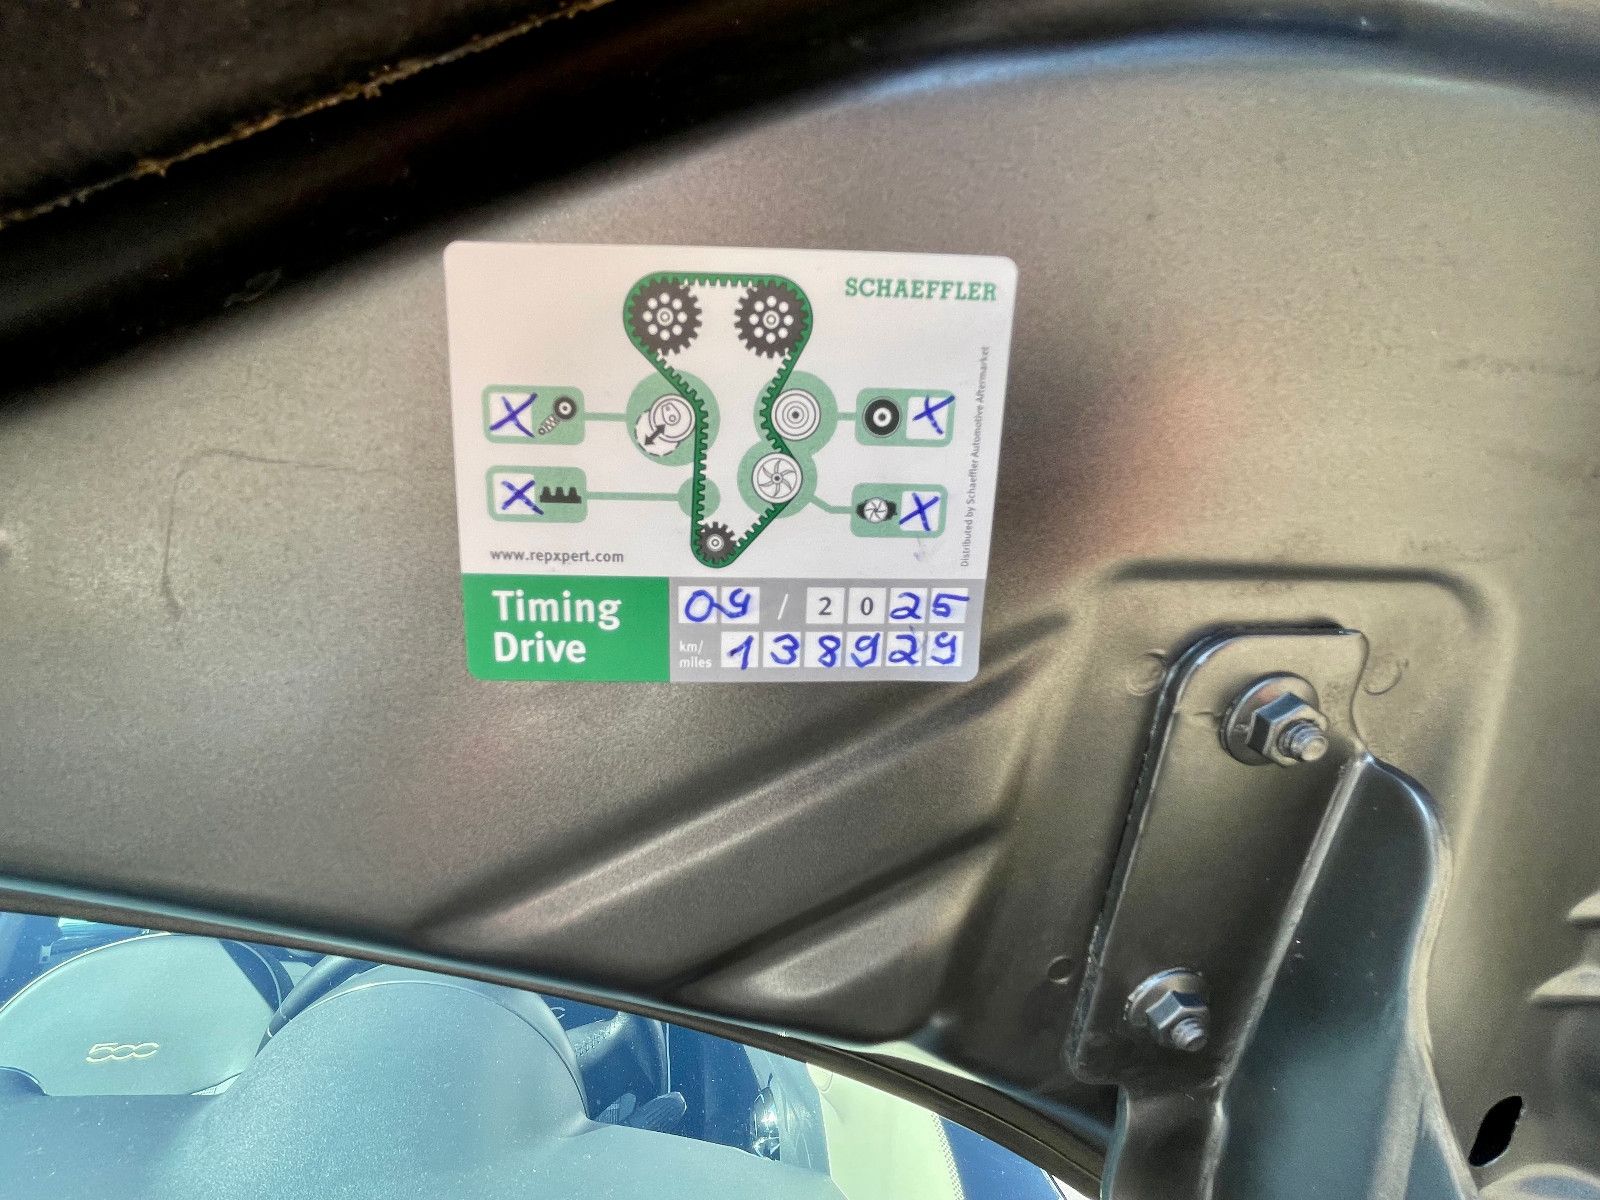 SCHAEFFLER
Distributed by Schaeffler Automotive Aftermarket
X
X
X
X
www.repxpert.com
Timing
Drive
09 / 2025
km/
miles
138929
500